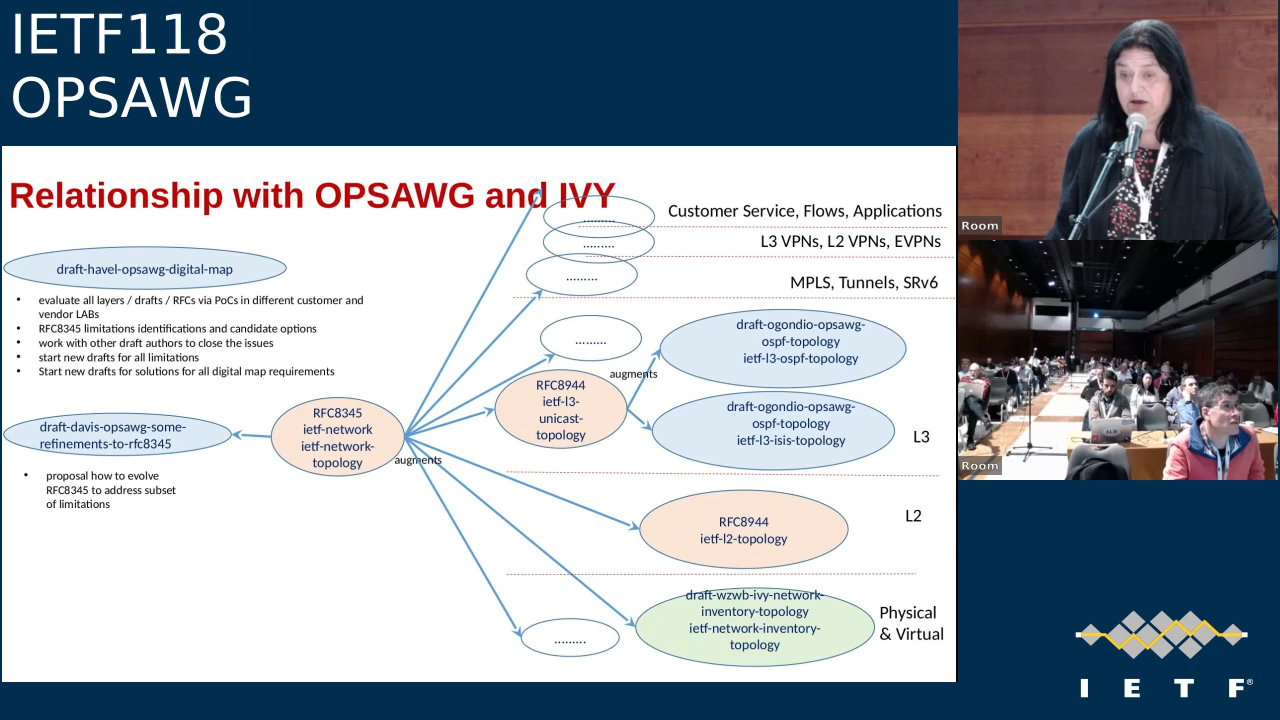 IETF118
OPSAWG
Relationship with OPSAWG and IVY
draft-havel-opsawg-digital-map
• evaluate all layers / drafts / RFCs via PoCs in different customer and
vendor LABs
• RFC8345 limitations identifications and candidate options
• work with other draft authors to close the issues
• start new drafts for all limitations
• Start new drafts for solutions for all digital map requirements
draft-davis-opsawg-some-
refinements-to-rfc8345
• proposal how to evolve
RFC8345 to address subset
of limitations
RFC8345
ietf-network
ietf-network-
topology
augments
.........
Customer Service, Flows, Applications
.........
L3 VPNs, L2 VPNs, EVPNs
.........
MPLS, Tunnels, SRv6
.........
RFC8944
ietf-l3-
unicast-
topology
augments
draft-ogondio-opsawg-
ospf-topology
ietf-l3-ospf-topology
draft-ogondio-opsawg-
ospf-topology
ietf-l3-isis-topology
L3
RFC8944
ietf-l2-topology
L2
draft-wzwb-ivy-network-
inventory-topology
ietf-network-inventory-
topology
.........
Physical
& Virtual
Room
Room
I E T F®